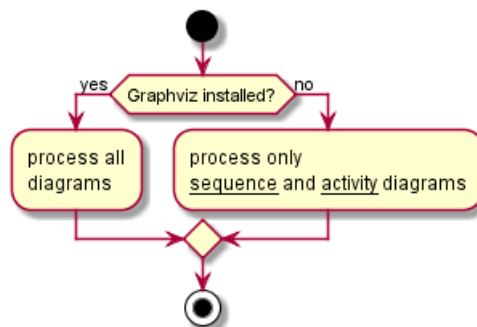 yes
no
Graphviz installed?
process all
diagrams
process only
sequence and activity diagrams